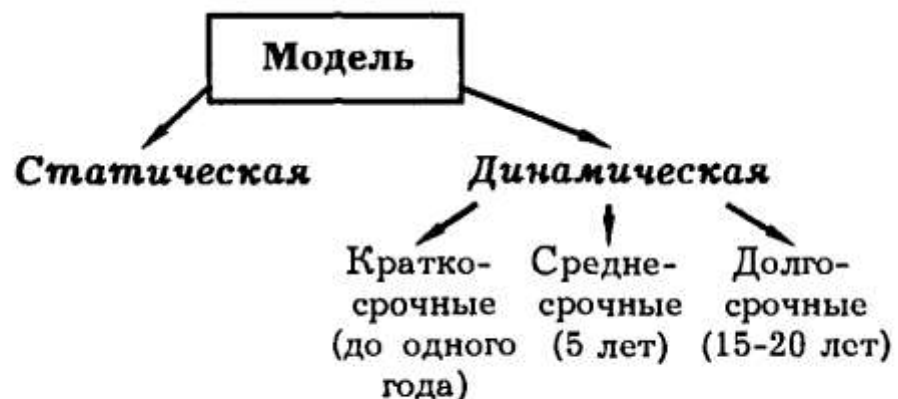 Модель
Статическая
Динамическая
Кратко-
срочные
(до одного
года)
Средне-
срочные
(5 лет)
Долго-
срочные
(15-20 лет)